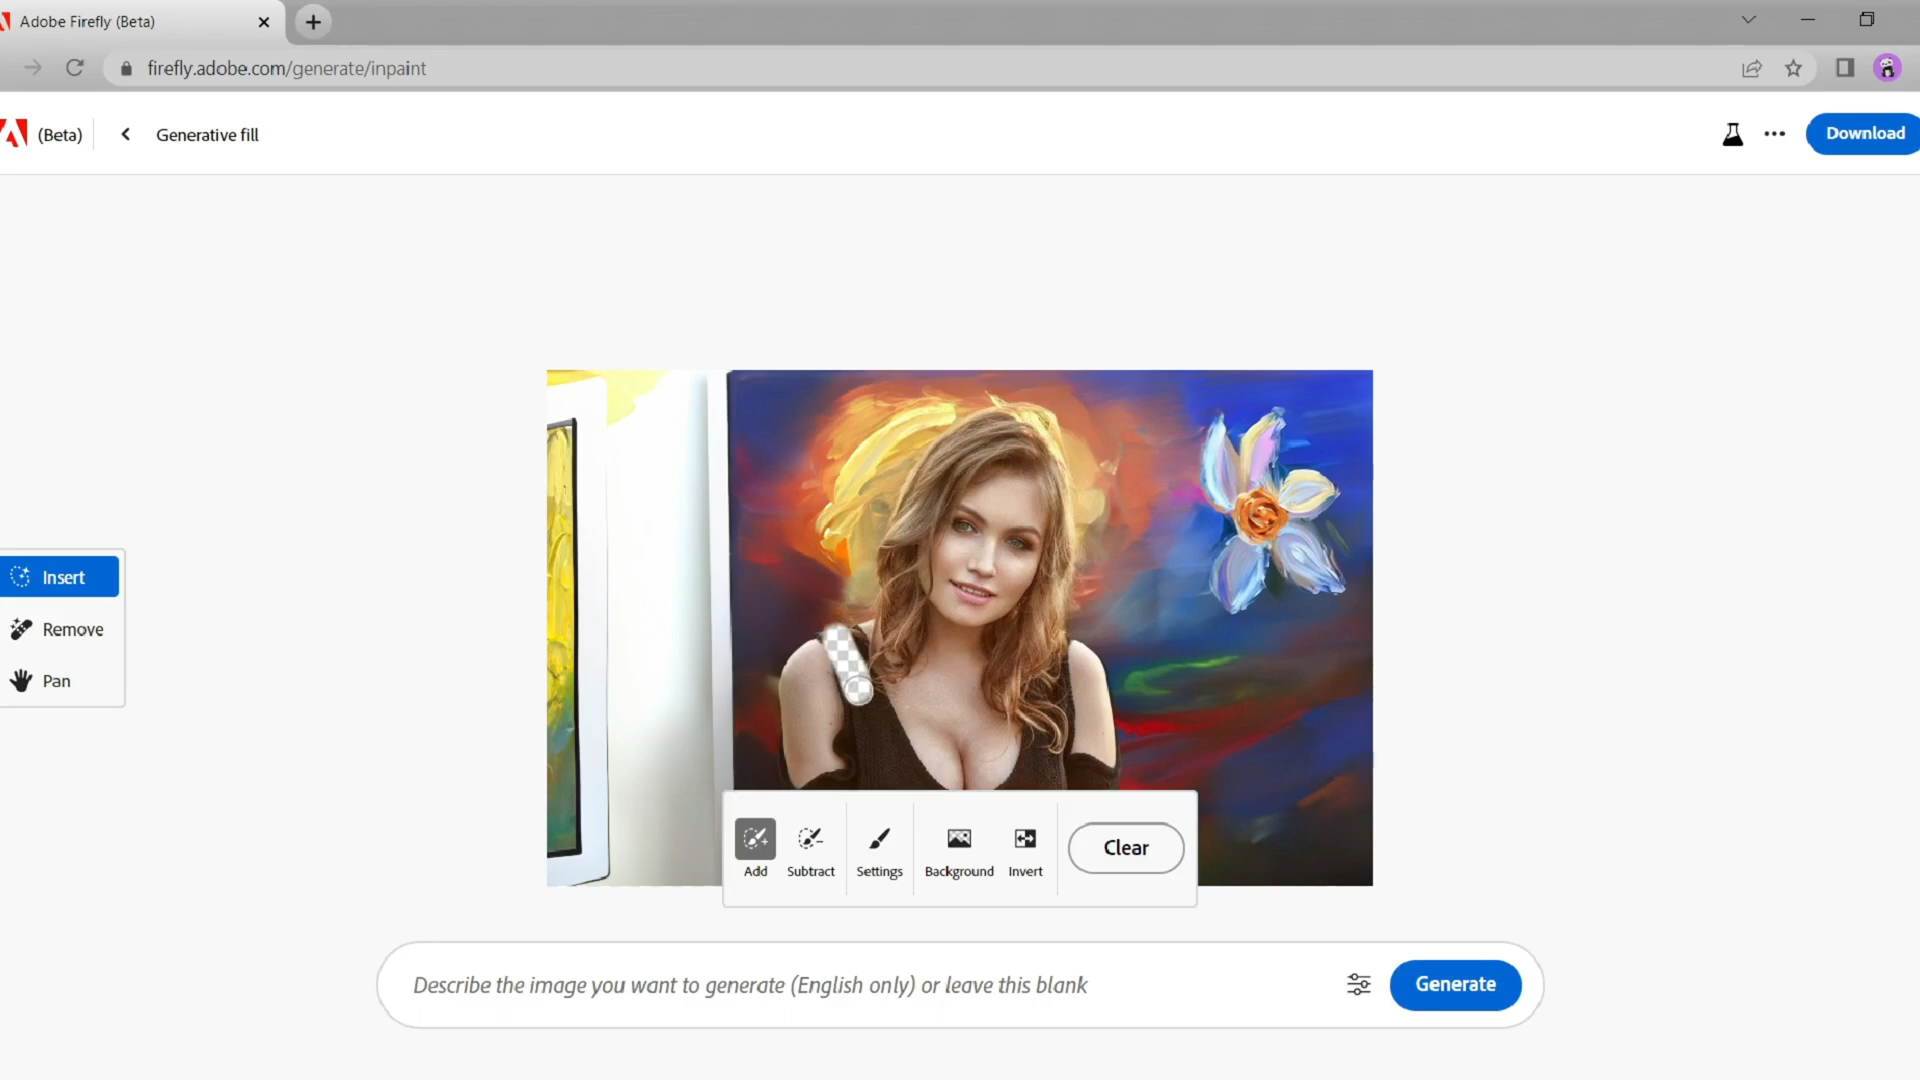 Adobe Firefly (Beta)
firefly.adobe.com/generate/inpaint
(Beta)
Generative fill
Download
Insert
Remove
Pan
Add
Subtract
Settings
Background
Invert
Clear
Describe the image you want to generate (English only) or leave this blank
Generate